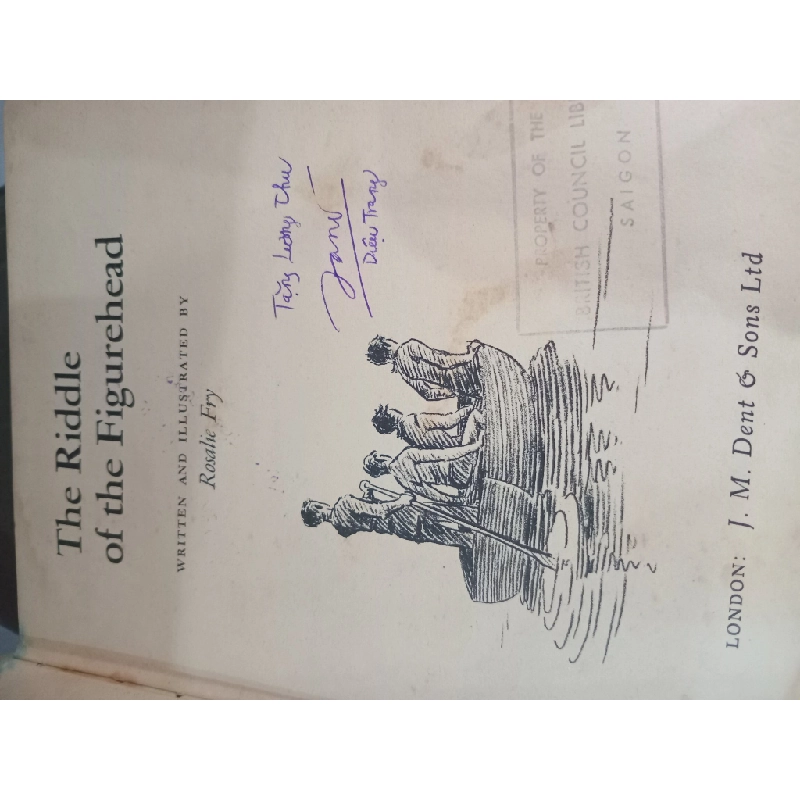 The Riddle
of the Figurehead
WRITTEN AND ILLUSTRATED BY
Rosalie Fry
Tặng Lương Thu
Diệu Trang
PROPERTY OF THE
BRITISH COUNCIL LIB
SAIGON
LONDON: J. M. Dent & Sons Ltd